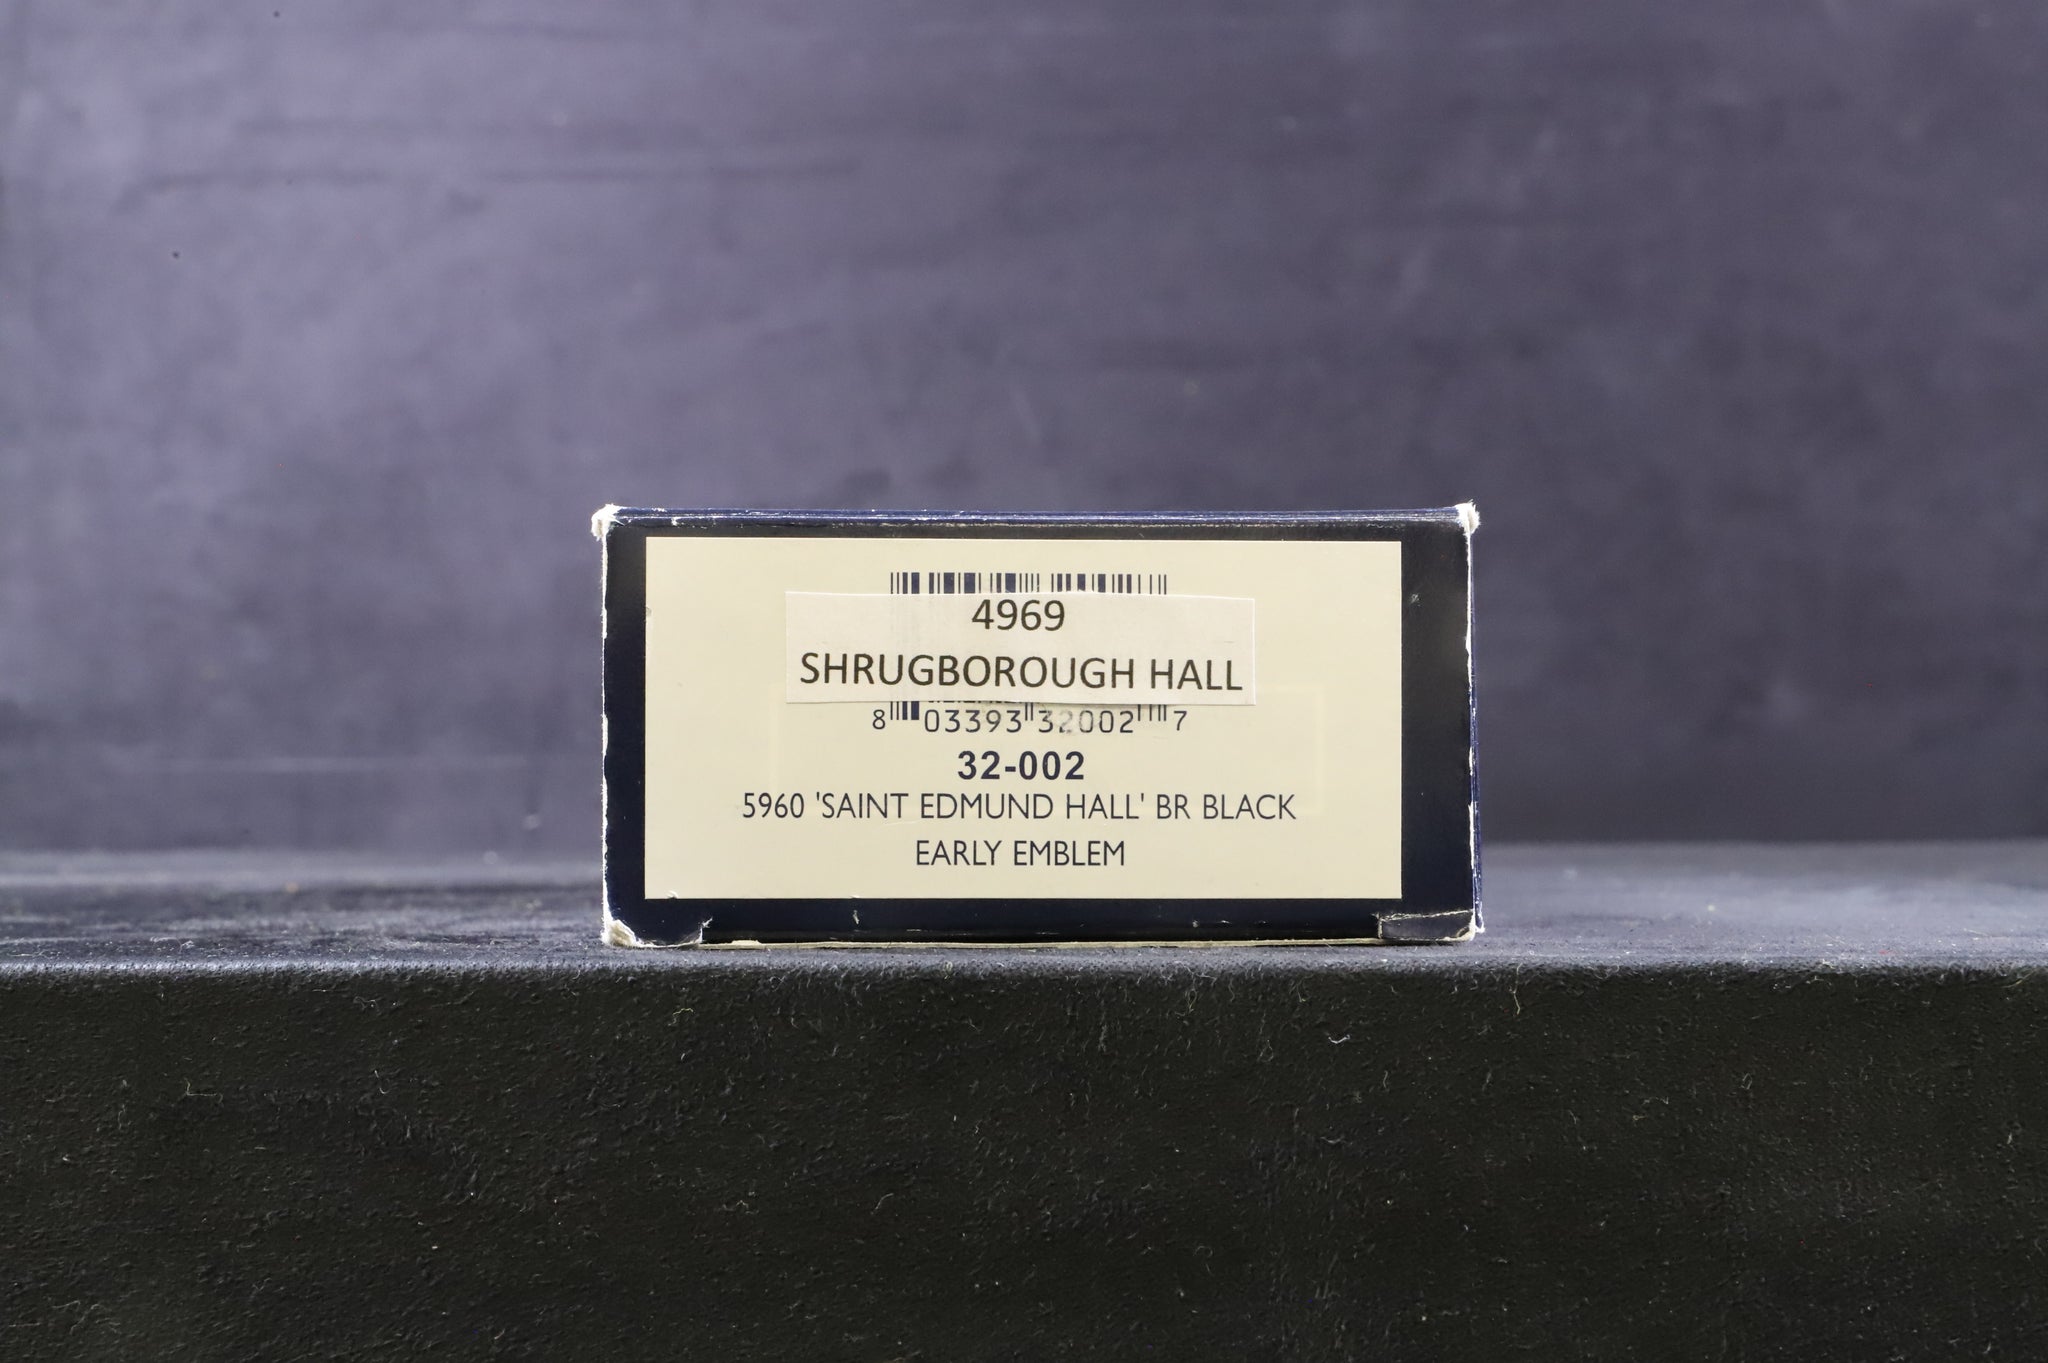 4969
SHRUGBOROUGH HALL
8 03393 32002 7
32-002
5960 'SAINT EDMUND HALL' BR BLACK
EARLY EMBLEM